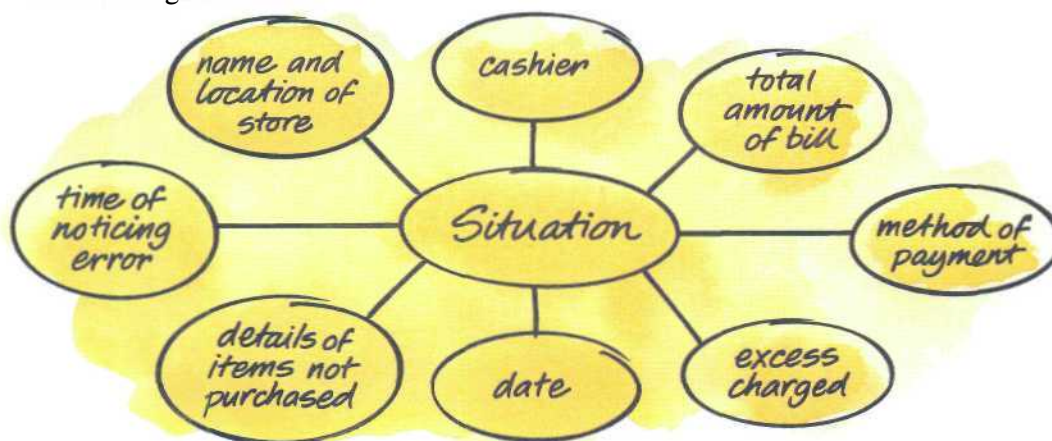 name and
location of
store
cashier
total
amount
of bill
time of
noticing
error
Situation
method of
payment
details of
items not
purchased
date
excess
charged